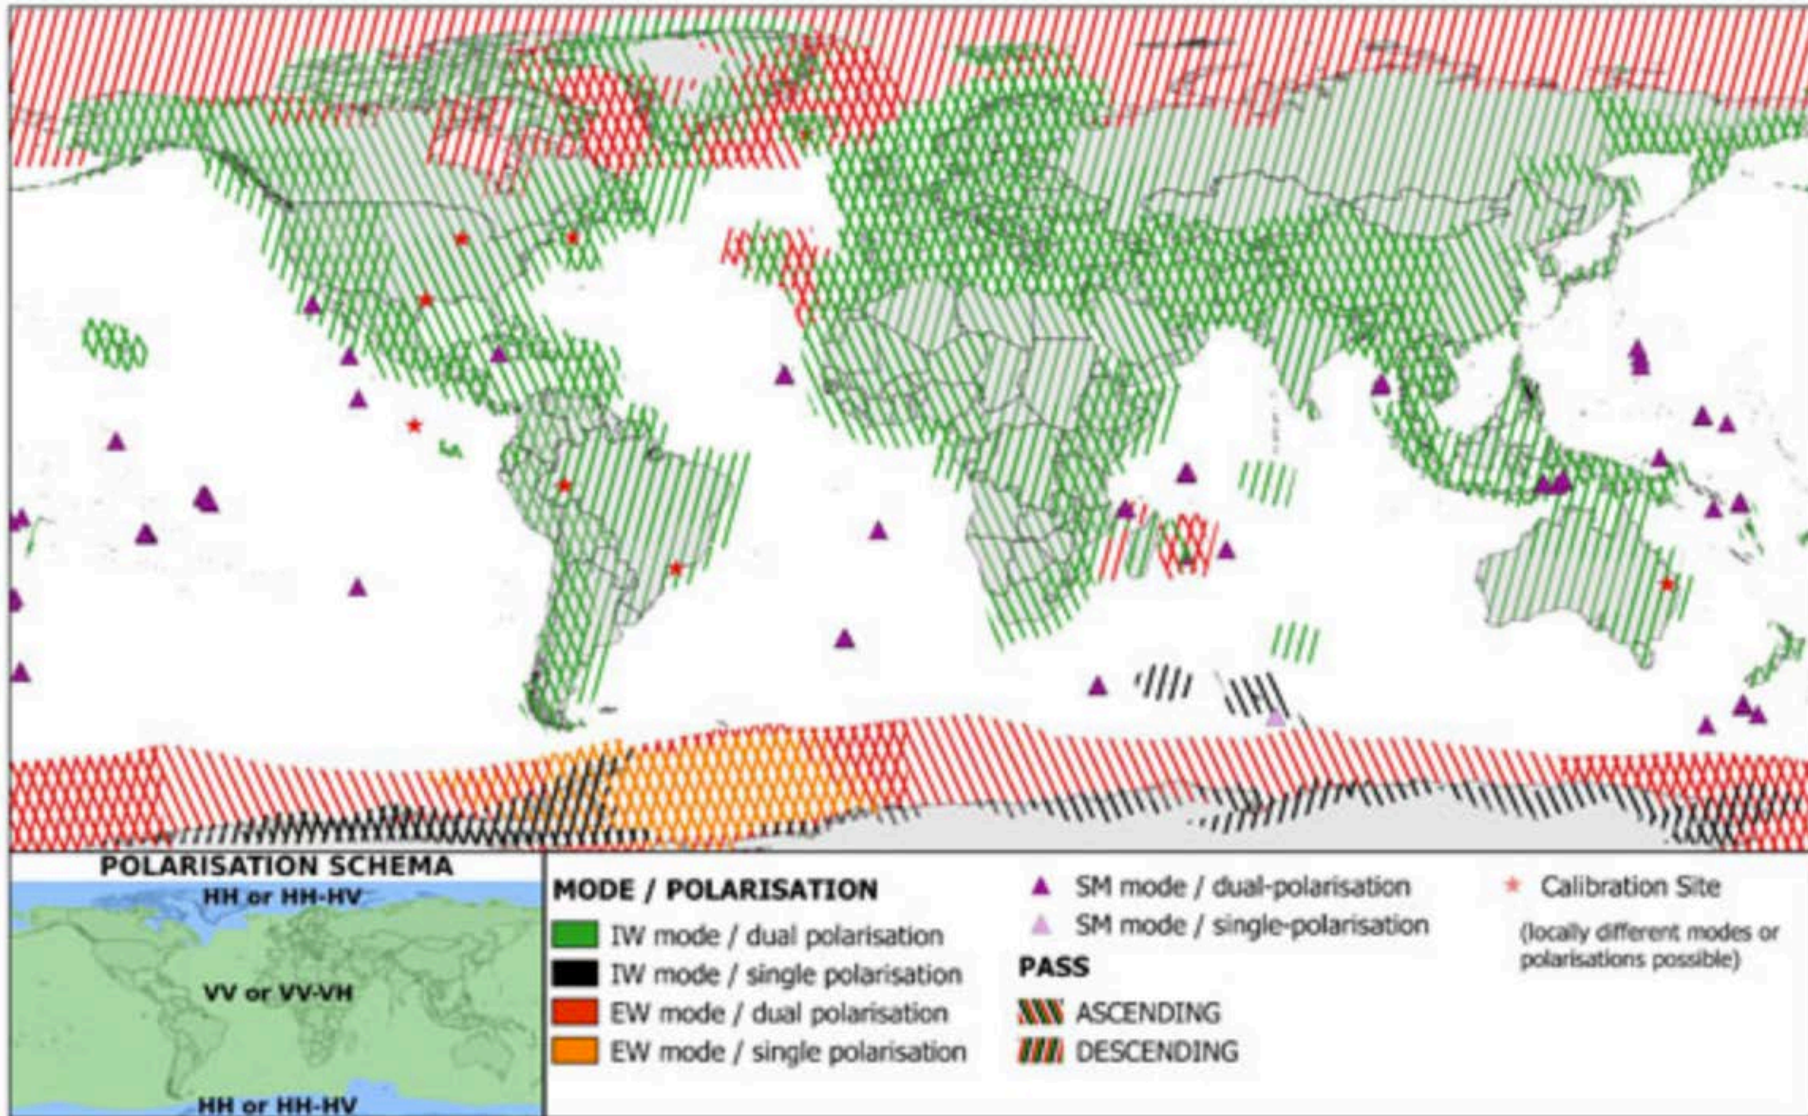 POLARISATION SCHEMA
HH or HH-HV
VV or VV-VH
HH or HH-HV
MODE / POLARISATION
IW mode / dual polarisation
IW mode / single polarisation
EW mode / dual polarisation
EW mode / single polarisation
SM mode / dual-polarisation
SM mode / single-polarisation
PASS
ASCENDING
DESCENDING
Calibration Site
(locally different modes or
polarisations possible)